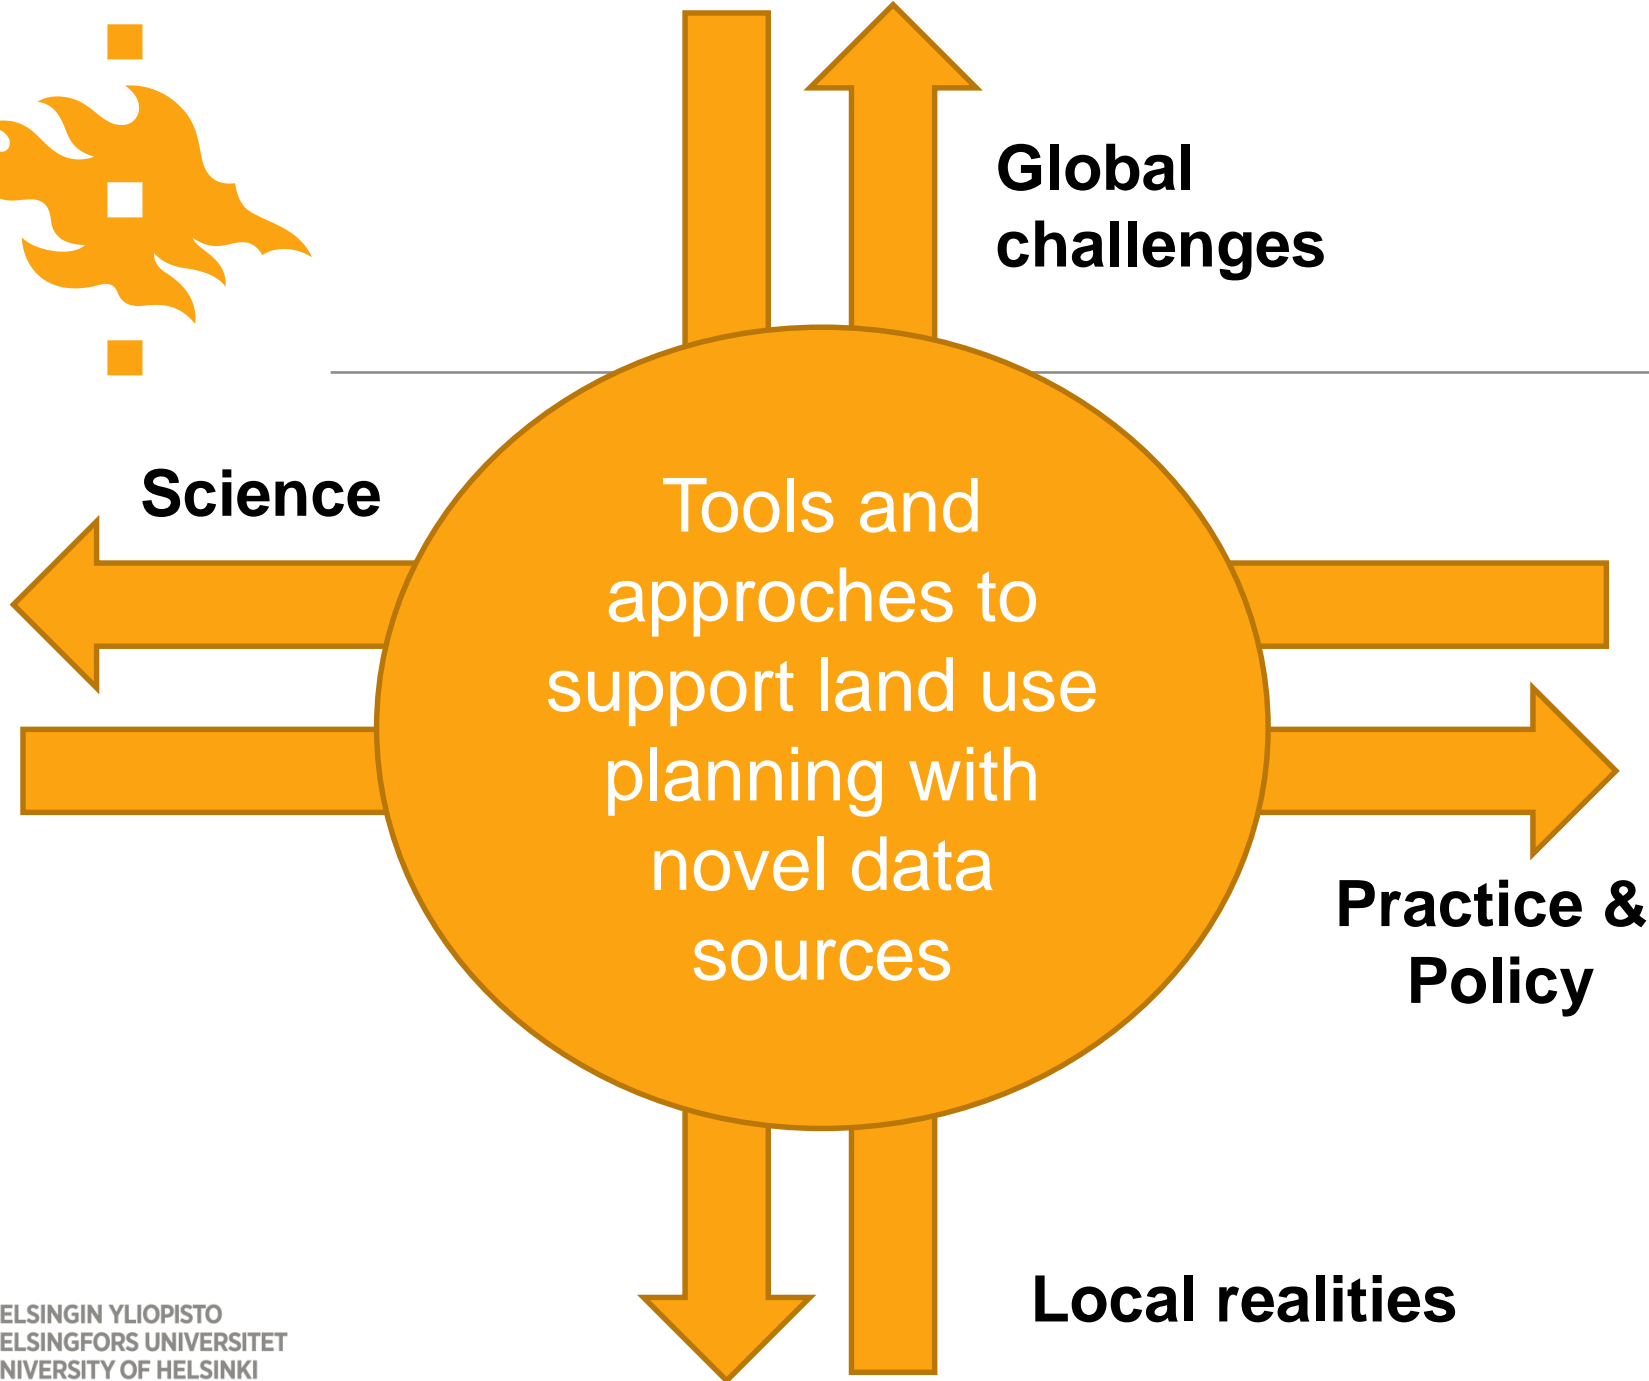 Global
challenges
Science
Tools and
approches to
support land use
planning with
novel data
sources
Practice &
Policy
Local realities
ELSINGIN YLIOPISTO
ELSINGFORS UNIVERSITET
NIVERSITY OF HELSINKI